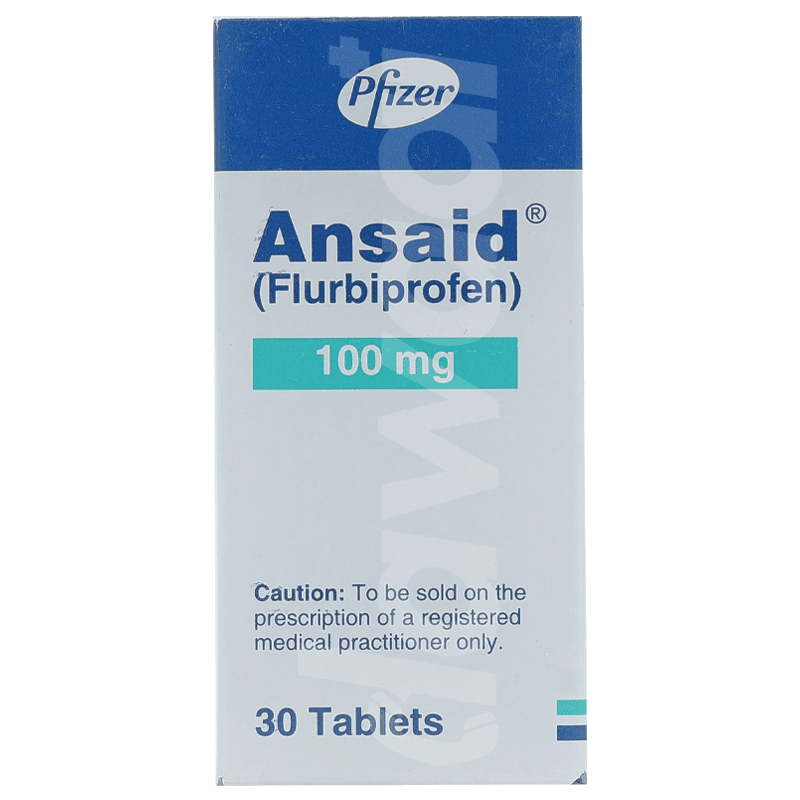 Pfizer
Ansaid®
(Flurbiprofen)
100 mg
Caution: To be sold on the
prescription of a registered
medical practitioner only.
30 Tablets
dawaai